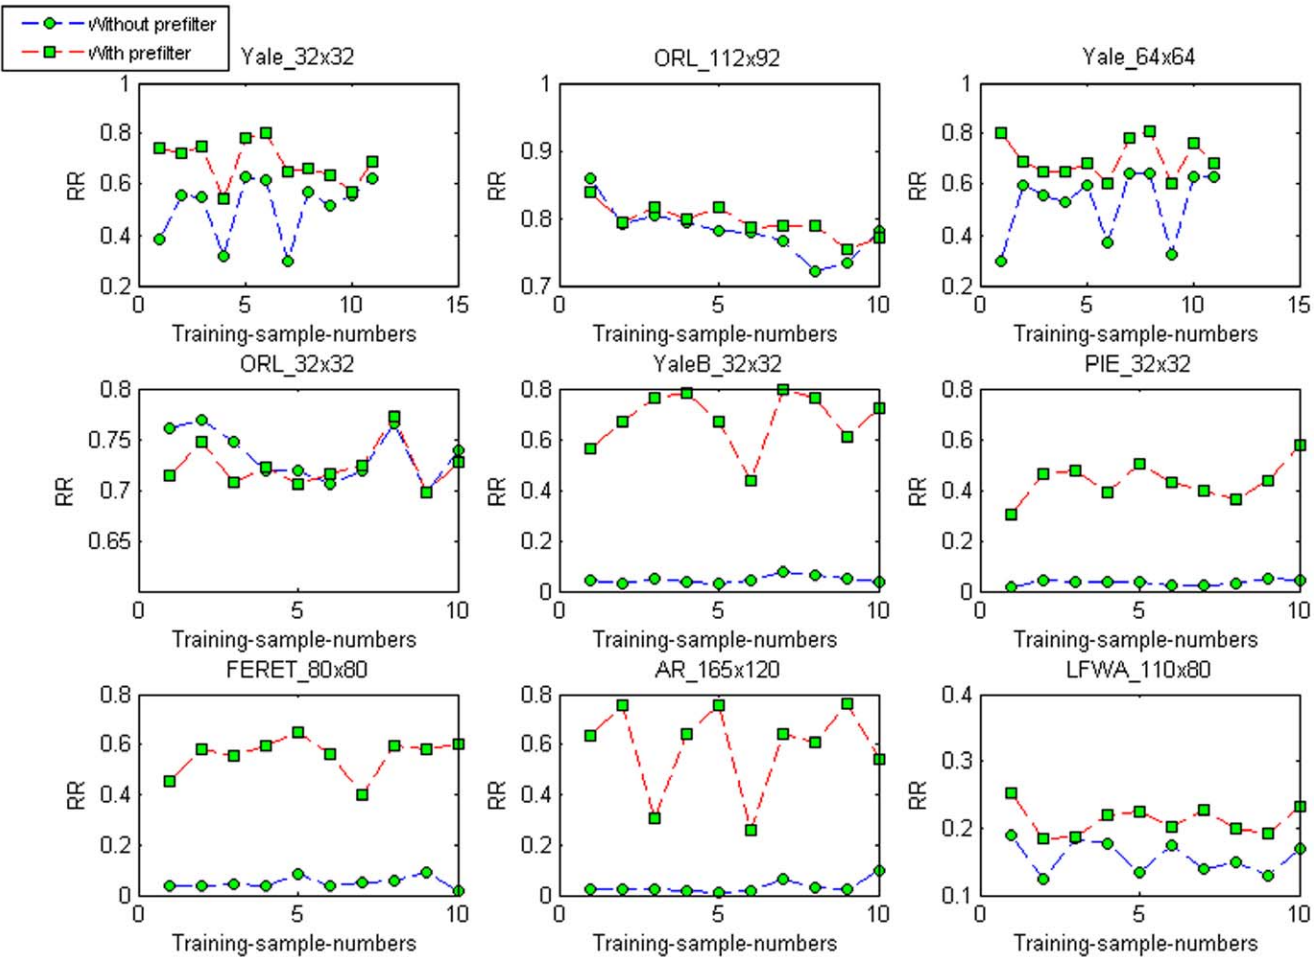 Without prefilter
With prefilter
Yale_32x32
ORL_112x92
Yale_64x64
1
0.8
0.6
0.4
0.2
RR
0 5 10 15
Training-sample-numbers
1
0.9
0.8
0.7
RR
0 5 10
Training-sample-numbers
1
0.8
0.6
0.4
0.2
RR
0 5 10 15
Training-sample-numbers
ORL_32x32
YaleB_32x32
PIE_32x32
0.8
0.75
0.7
0.65
RR
0 5 10
Training-sample-numbers
0.8
0.6
0.4
0.2
0
RR
0 5 10
Training-sample-numbers
0.8
0.6
0.4
0.2
0
RR
0 5 10
Training-sample-numbers
FERET_80x80
AR_165x120
LFWA_110x80
0.8
0.6
0.4
0.2
0
RR
0 5 10
Training-sample-numbers
0.8
0.6
0.4
0.2
0
RR
0 5 10
Training-sample-numbers
0.4
0.3
0.2
0.1
RR
0 5 10
Training-sample-numbers